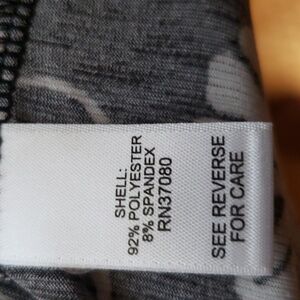 SHELL:
92% POLYESTER
8% SPANDEX
RN37080
SEE REVERSE
FOR CARE